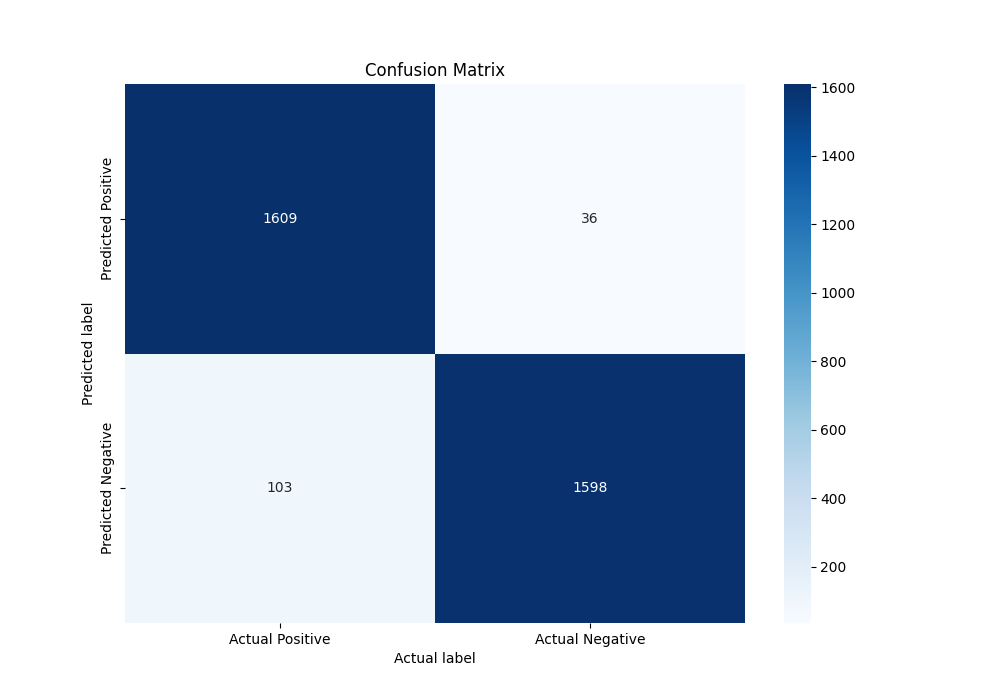 Confusion Matrix
Predicted label
Predicted Positive
Predicted Negative
1609
36
103
1598
Actual Positive
Actual Negative
Actual label
1600
1400
1200
1000
800
600
400
200